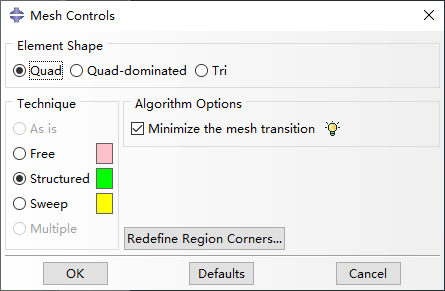 Mesh Controls
Element Shape
Quad Quad-dominated Tri
Technique
As is
Free
Structured
Sweep
Multiple
Algorithm Options
Minimize the mesh transition
Redefine Region Corners...
OK Defaults Cancel